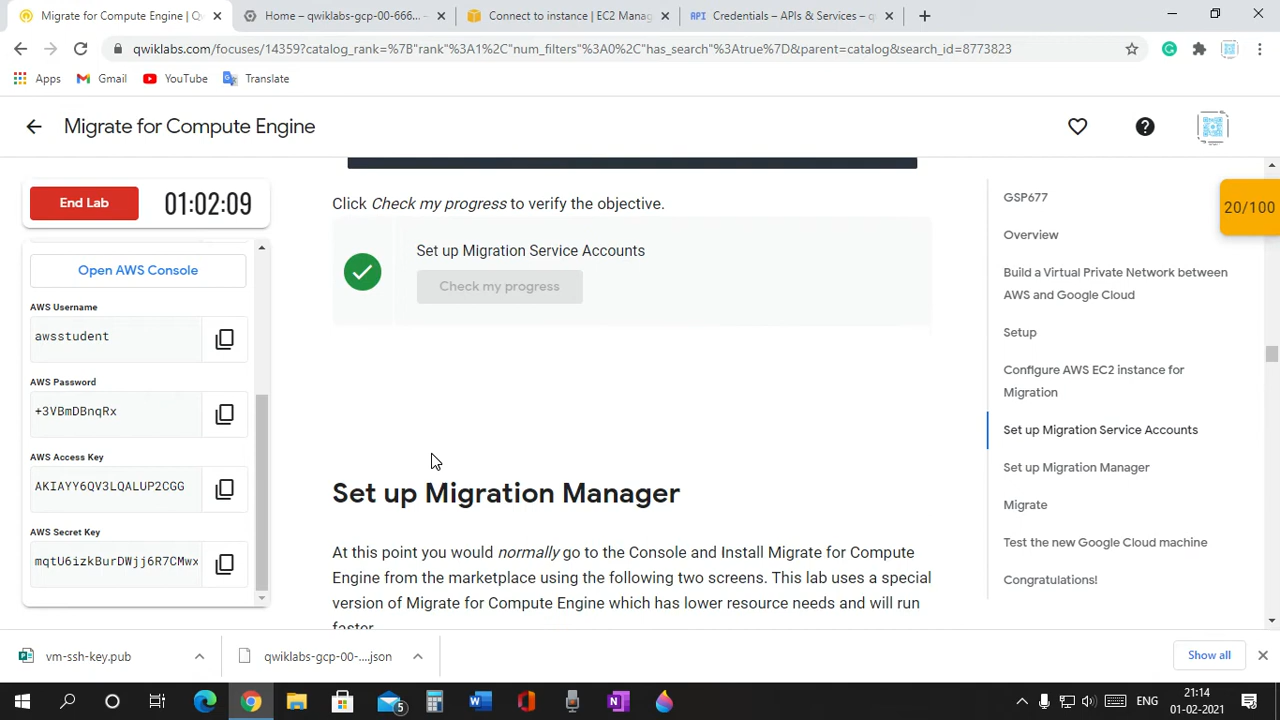 Migrate for Compute Engine | Q
Home – qwiklabs-gcp-00-666...
Connect to instance | EC2 Manag
API Credentials – APIs & Services – q
qwiklabs.com/focuses/14359?catalog_rank=%7B"rank"%3A1%2C"num_filters"%3A0%2C"has_search"%3Atrue%7D&parent=catalog&search_id=8773823
Apps Gmail YouTube Translate
Migrate for Compute Engine
End Lab 01:02:09
Open AWS Console
AWS Username
awsstudent
AWS Password
+3VBmDBnqRx
AWS Access Key
AKIAYY6QV3LQALUP2CGG
AWS Secret Key
mqtU6izkBurDWjj6R7CMwx
Click Check my progress to verify the objective.
Set up Migration Service Accounts
Check my progress
Set up Migration Manager
At this point you would normally go to the Console and Install Migrate for Compute
Engine from the marketplace using the following two screens. This lab uses a special
version of Migrate for Compute Engine which has lower resource needs and will run
faster.
GSP677
20/100
Overview
Build a Virtual Private Network between
AWS and Google Cloud
Setup
Configure AWS EC2 instance for
Migration
Set up Migration Service Accounts
Set up Migration Manager
Migrate
Test the new Google Cloud machine
Congratulations!
vm-ssh-key.pub
qwiklabs-gcp-00-....json
Show all
5
W
ENG
21:14
01-02-2021